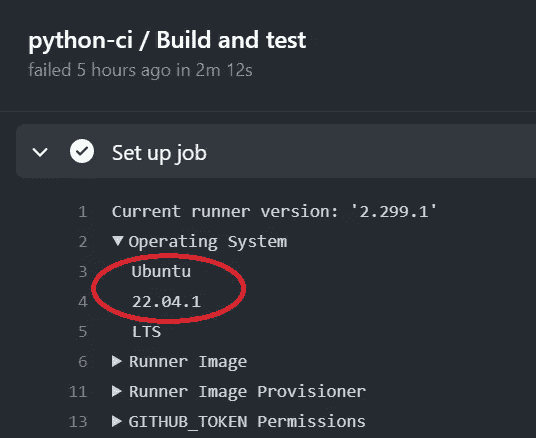 python-ci / Build and test
failed 5 hours ago in 2m 12s
Set up job
1 Current runner version: '2.299.1'
2 ▼Operating System
3 Ubuntu
4 22.04.1
5 LTS
6 ▶ Runner Image
11 ▶ Runner Image Provisioner
13 ▶ GITHUB_TOKEN Permissions